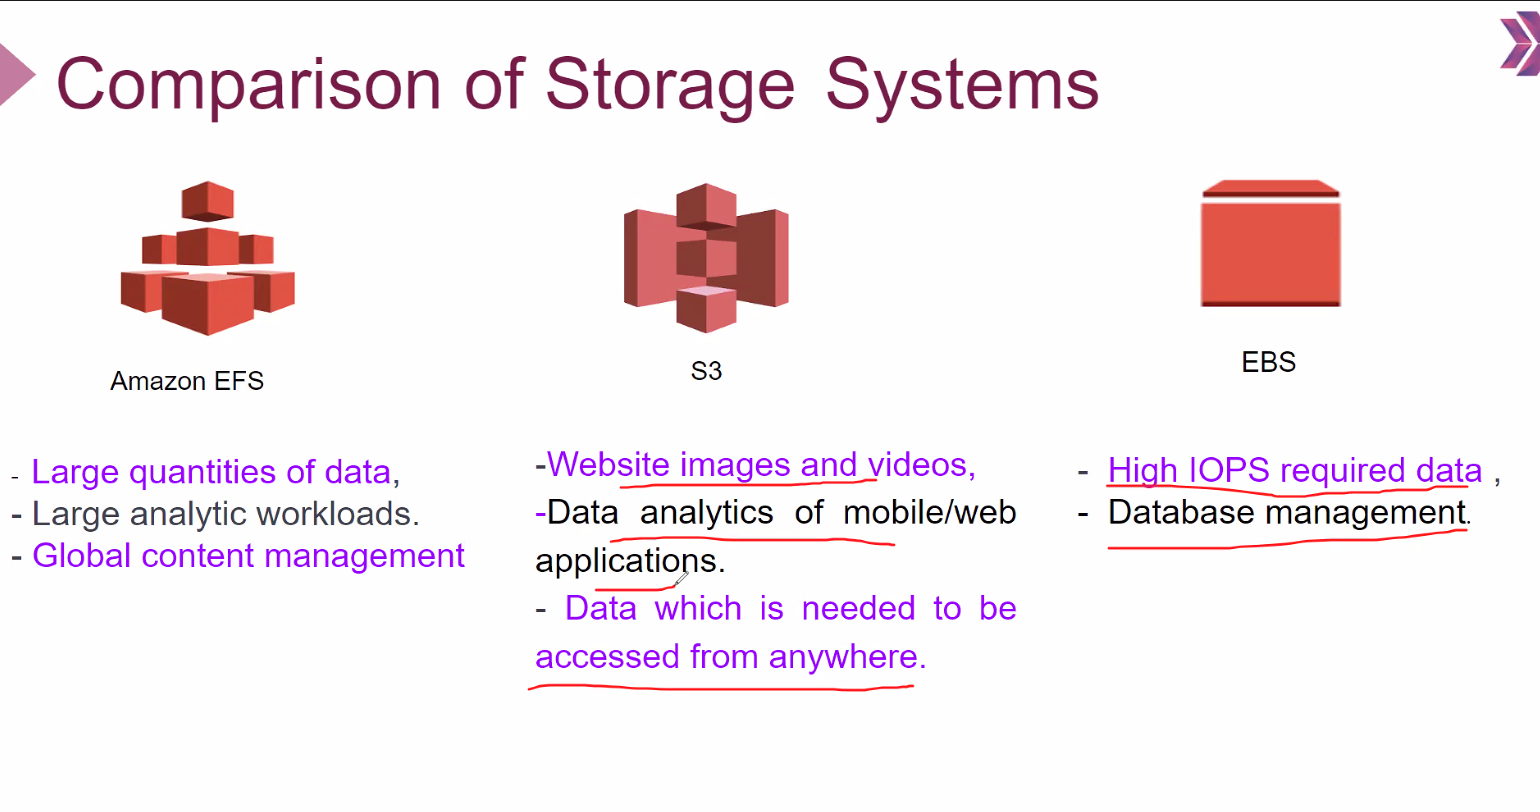 Comparison of Storage Systems
Amazon EFS
S3
EBS
- Large quantities of data,
- Large analytic workloads.
- Global content management
-Website images and videos,
-Data analytics of mobile/web
applications.
- Data which is needed to be
accessed from anywhere.
- High IOPS required data ,
- Database management.